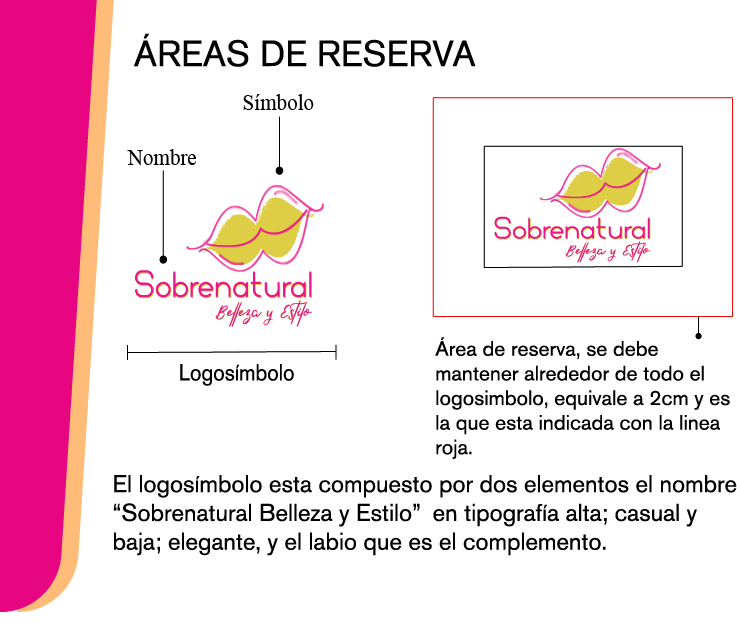 ÁREAS DE RESERVA
Símbolo
Nombre
Sobrenatural
Belleza y Estilo
Logosímbolo
Sobrenatural
Belleza y Estilo
Área de reserva, se debe
mantener alrededor de todo el
logosimbolo, equivale a 2cm y es
la que esta indicada con la linea
roja.
El logosímbolo esta compuesto por dos elementos el nombre
“Sobrenatural Belleza y Estilo”  en tipografía alta; casual y
baja; elegante, y el labio que es el complemento.